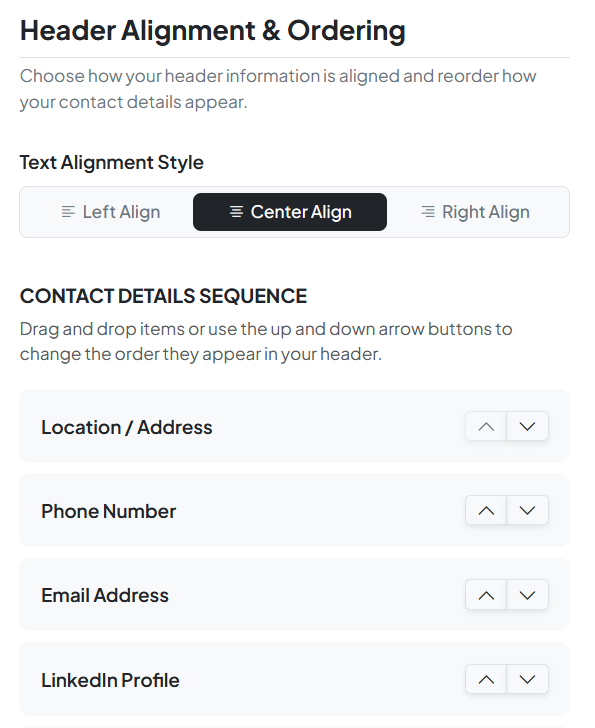 Header Alignment & Ordering
Choose how your header information is aligned and reorder how
your contact details appear.
Text Alignment Style
Left Align
Center Align
Right Align
CONTACT DETAILS SEQUENCE
Drag and drop items or use the up and down arrow buttons to
change the order they appear in your header.
Location / Address
Phone Number
Email Address
LinkedIn Profile